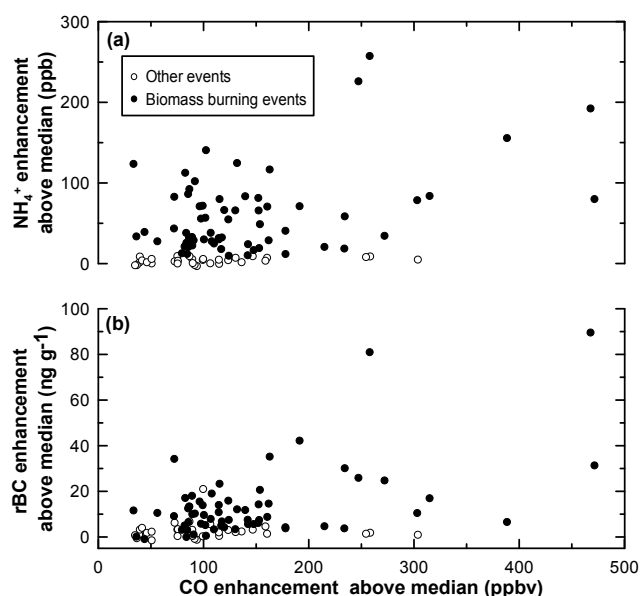 (a)
Other events
Biomass burning events
NH₄⁺ enhancement
above median (ppb)
300
200
100
0
(b)
rBC enhancement
above median (ng g⁻¹)
100
80
60
40
20
0
0 100 200 300 400 500
CO enhancement above median (ppbv)